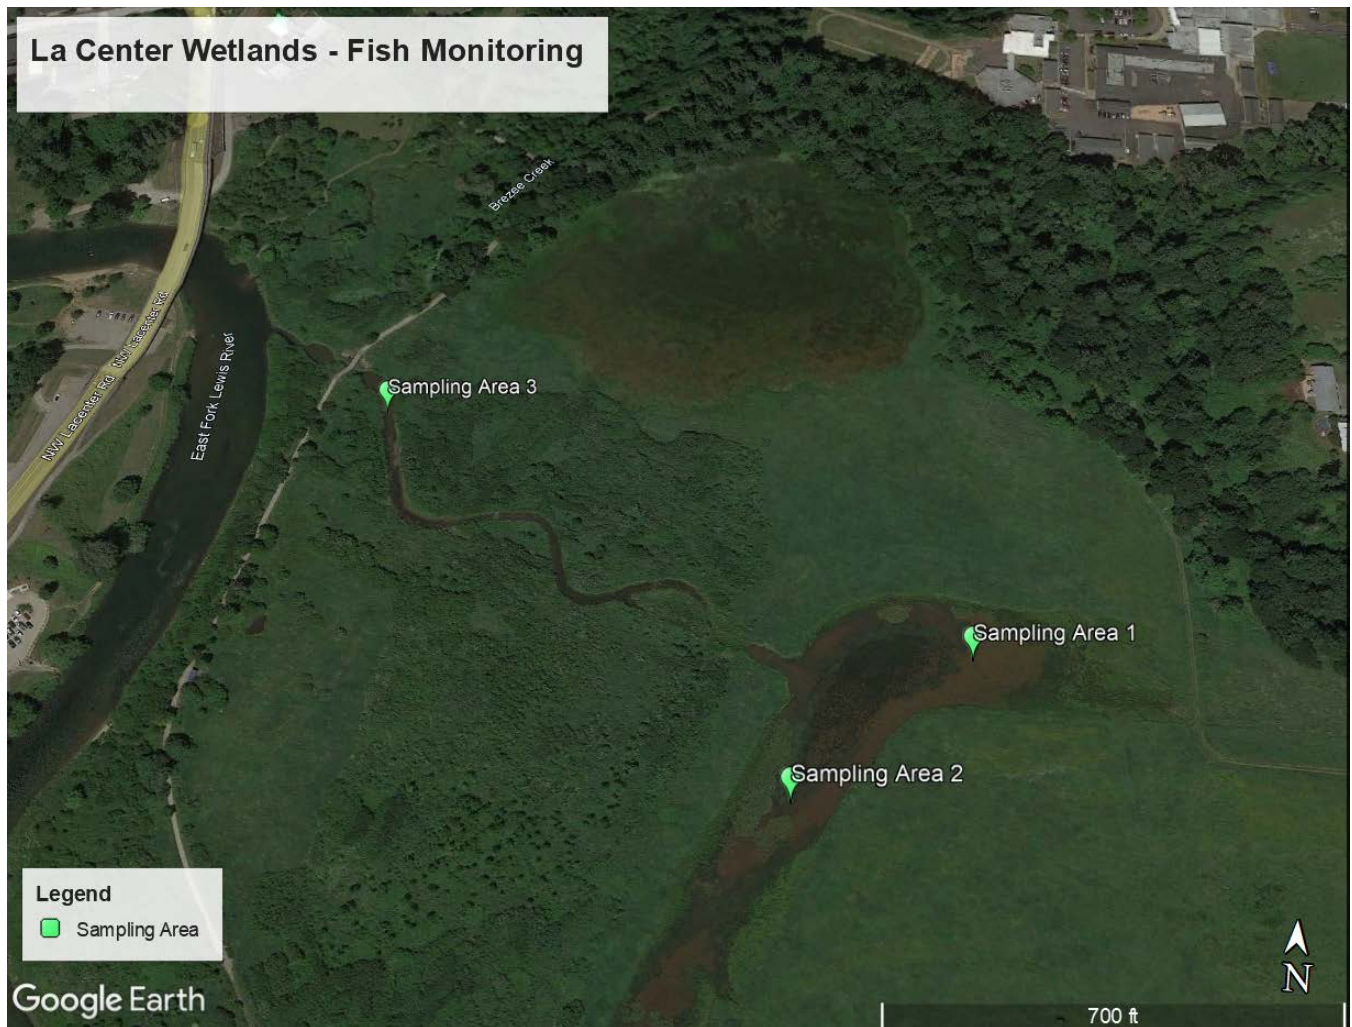 La Center Wetlands - Fish Monitoring
Brezee Creek
NW Lacenter Rd
NW Lacenter Rd
East Fork Lewis River
Sampling Area 3
Sampling Area 1
Sampling Area 2
Legend
Sampling Area
Google Earth
N
700 ft